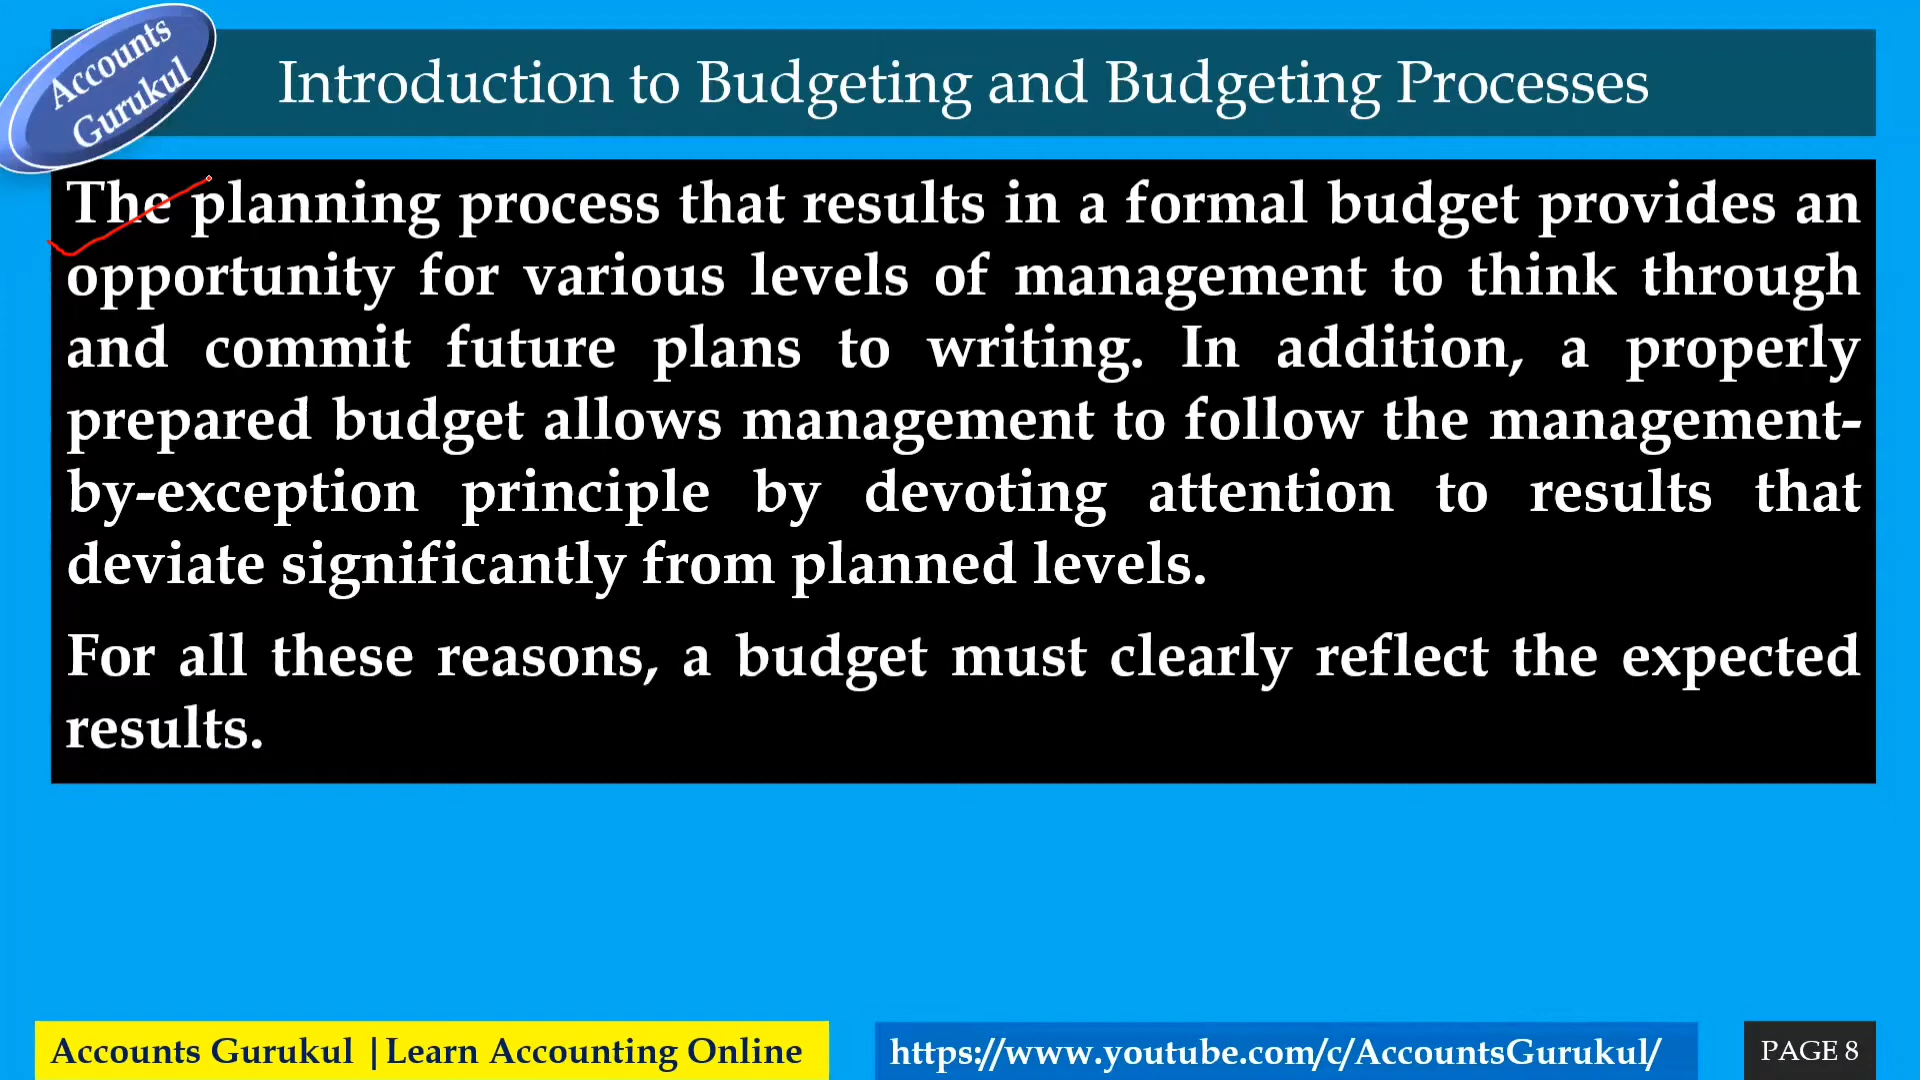 Accounts
Gurukul
Introduction to Budgeting and Budgeting Processes
The planning process that results in a formal budget provides an
opportunity for various levels of management to think through
and commit future plans to writing. In addition, a properly
prepared budget allows management to follow the management-
by-exception principle by devoting attention to results that
deviate significantly from planned levels.
For all these reasons, a budget must clearly reflect the expected
results.
Accounts Gurukul |Learn Accounting Online
https://www.youtube.com/c/AccountsGurukul/
PAGE 8